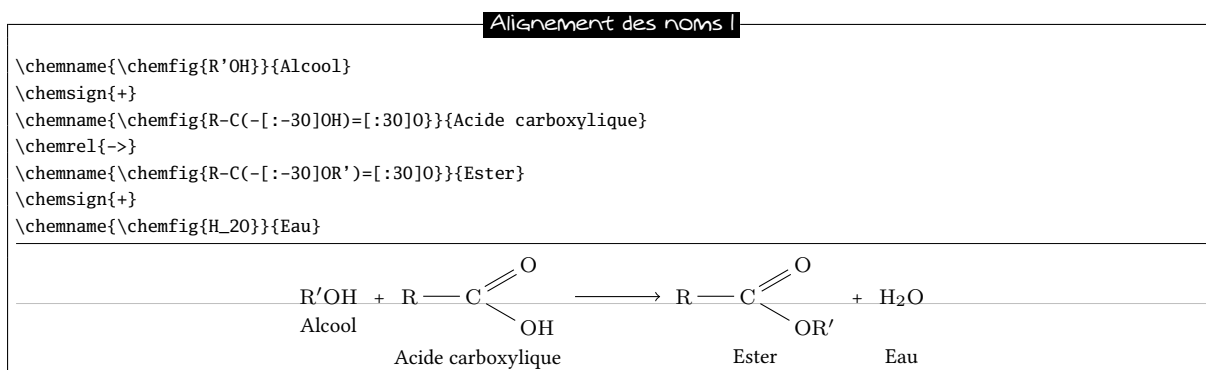 Alignement des noms I
\chemname{\chemfig{R'OH}}{Alcool}
\chemsign{+}
\chemname{\chemfig{R-C(-[:-30]OH)=[:30]O}}{Acide carboxylique}
\chemrel{->}
\chemname{\chemfig{R-C(-[:-30]OR')=[:30]O}}{Ester}
\chemsign{+}
\chemname{\chemfig{H_2O}}{Eau}
O O
R′OH + R C R C + H₂O
Alcool OH OR′
Acide carboxylique Ester Eau